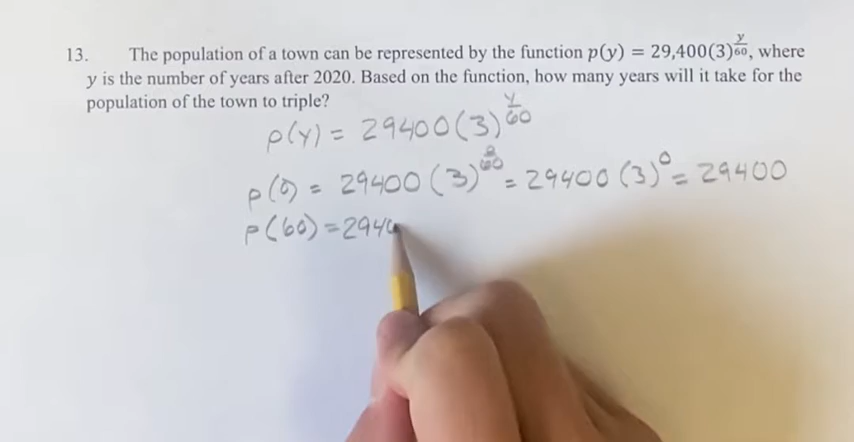 13. The population of a town can be represented by the function p(y) = 29,400(3)^(y/60), where
y is the number of years after 2020. Based on the function, how many years will it take for the
population of the town to triple?
p(y) = 29400(3)^(y/60)
p(0) = 29400(3)^(0/60) = 29400(3)^0 = 29400
p(60) = 294